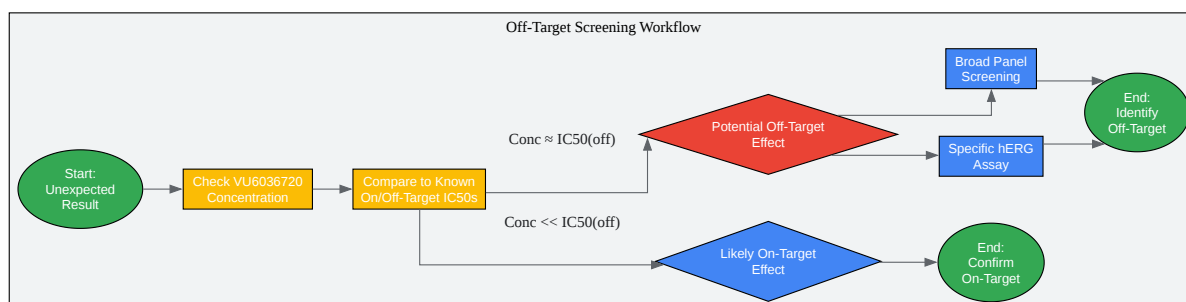 Off-Target Screening Workflow
Start:
Unexpected
Result
Check VU6036720
Concentration
Compare to Known
On/Off-Target IC50s
Conc ≈ IC50(off)
Conc << IC50(off)
Potential Off-Target
Effect
Broad Panel
Screening
Specific hERG
Assay
End:
Identify
Off-Target
Likely On-Target
Effect
End:
Confirm
On-Target